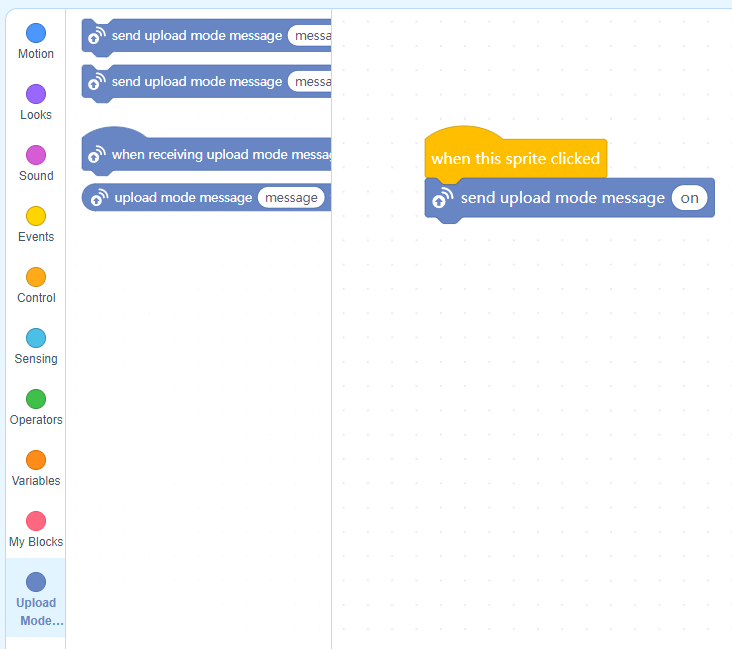 Motion
Looks
Sound
Events
Control
Sensing
Operators
Variables
My Blocks
Upload
Mode...
send upload mode message messa
send upload mode message messa
when receiving upload mode messag
upload mode message message
when this sprite clicked
send upload mode message on